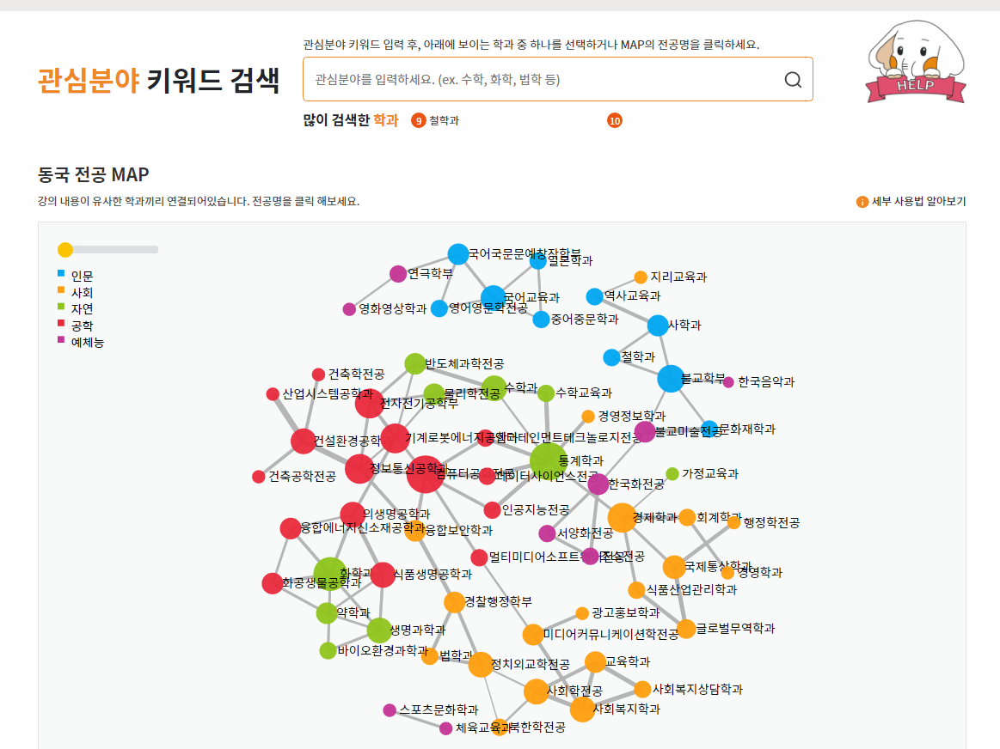 관심분야 키워드 입력 후, 아래에 보이는 학과 중 하나를 선택하거나 MAP의 전공명을 클릭하세요.
관심분야 키워드 검색
관심분야를 입력하세요. (ex. 수학, 화학, 법학 등)
HELP
많이 검색한 학과
9 철학과
10
동국 전공 MAP
강의 내용이 유사한 학과끼리 연결되어있습니다. 전공명을 클릭 해보세요.
세부 사용법 알아보기
인문
사회
자연
공학
예체능
국어국문문예창작학부
일본학과
연극학부
지리교육과
역사교육과
국어교육과
영화영상학과
영어영문학전공
중어중문학과
사학과
철학과
반도체과학전공
건축학전공
불교학부
한국음악과
수학과
산업시스템공학과
물리학전공
수학교육과
전자전기공학부
경영정보학과
문화재학과
불교미술전공
기계로봇에너지공학과
엔터테인먼트테크놀로지전공
건설환경공학과
통계학과
정보통신공학과
컴퓨터공학전공
데이터사이언스전공
건축공학전공
가정교육과
한국화전공
인공지능전공
의생명공학과
경제학과
회계학과
행정학전공
융합에너지신소재공학과
융합보안학과
서양화전공
멀티미디어소프트웨어전공
조소전공
국제통상학과
경영학과
화학과
식품생명공학과
화공생물공학과
식품산업관리학과
경찰행정학부
약학과
광고홍보학과
생명과학과
미디어커뮤니케이션학전공
글로벌무역학과
바이오환경과학과
법학과
정치외교학전공
교육학과
사회학전공
사회복지상담학과
스포츠문화학과
사회복지학과
체육교육과
북한학전공